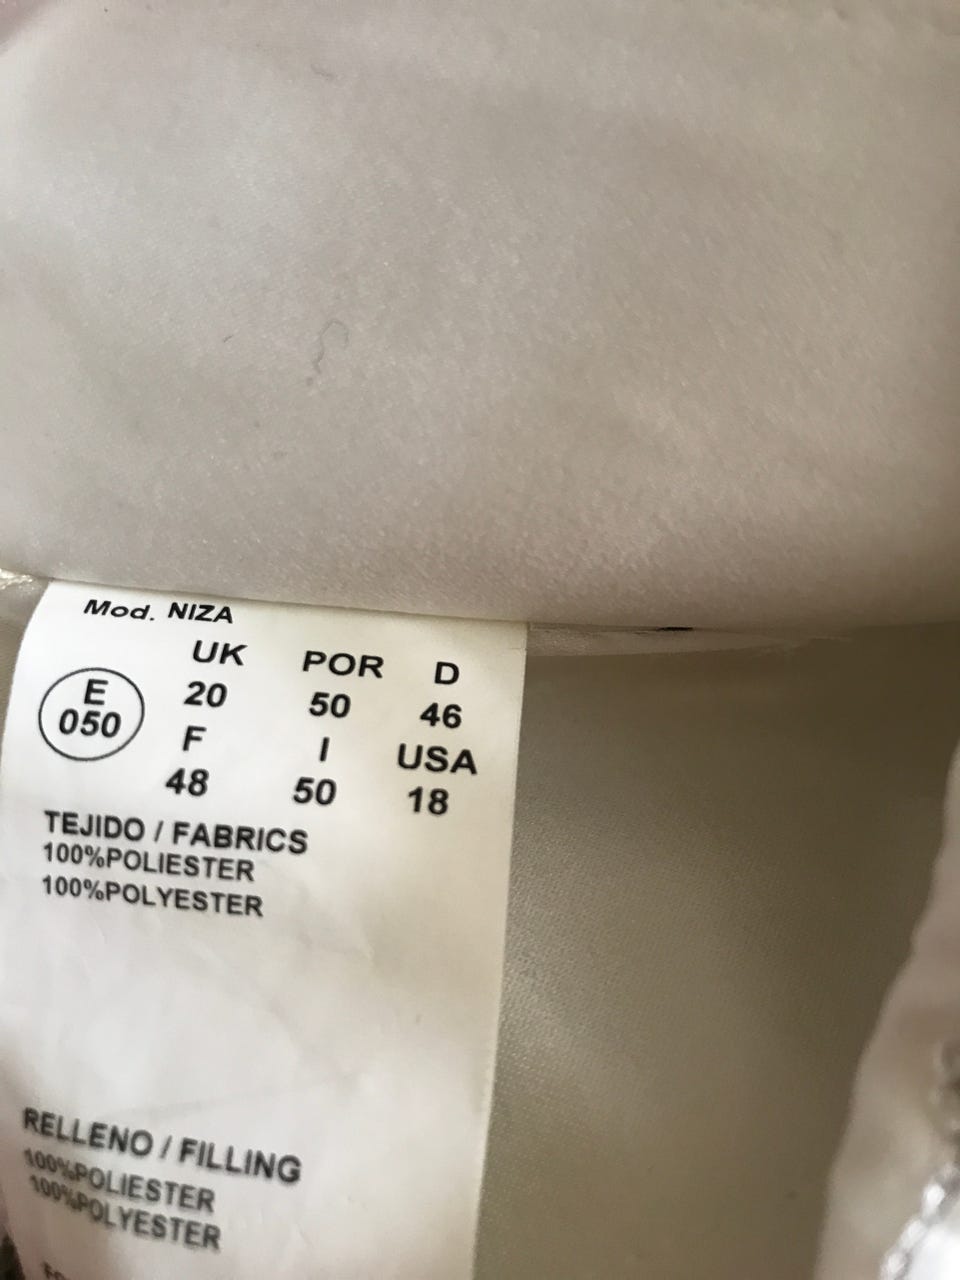 Mod. NIZA
UK POR D
E 20 50 46
050 F I USA
48 50 18
TEJIDO / FABRICS
100%POLIESTER
100%POLYESTER
RELLENO / FILLING
100%POLIESTER
100%POLYESTER